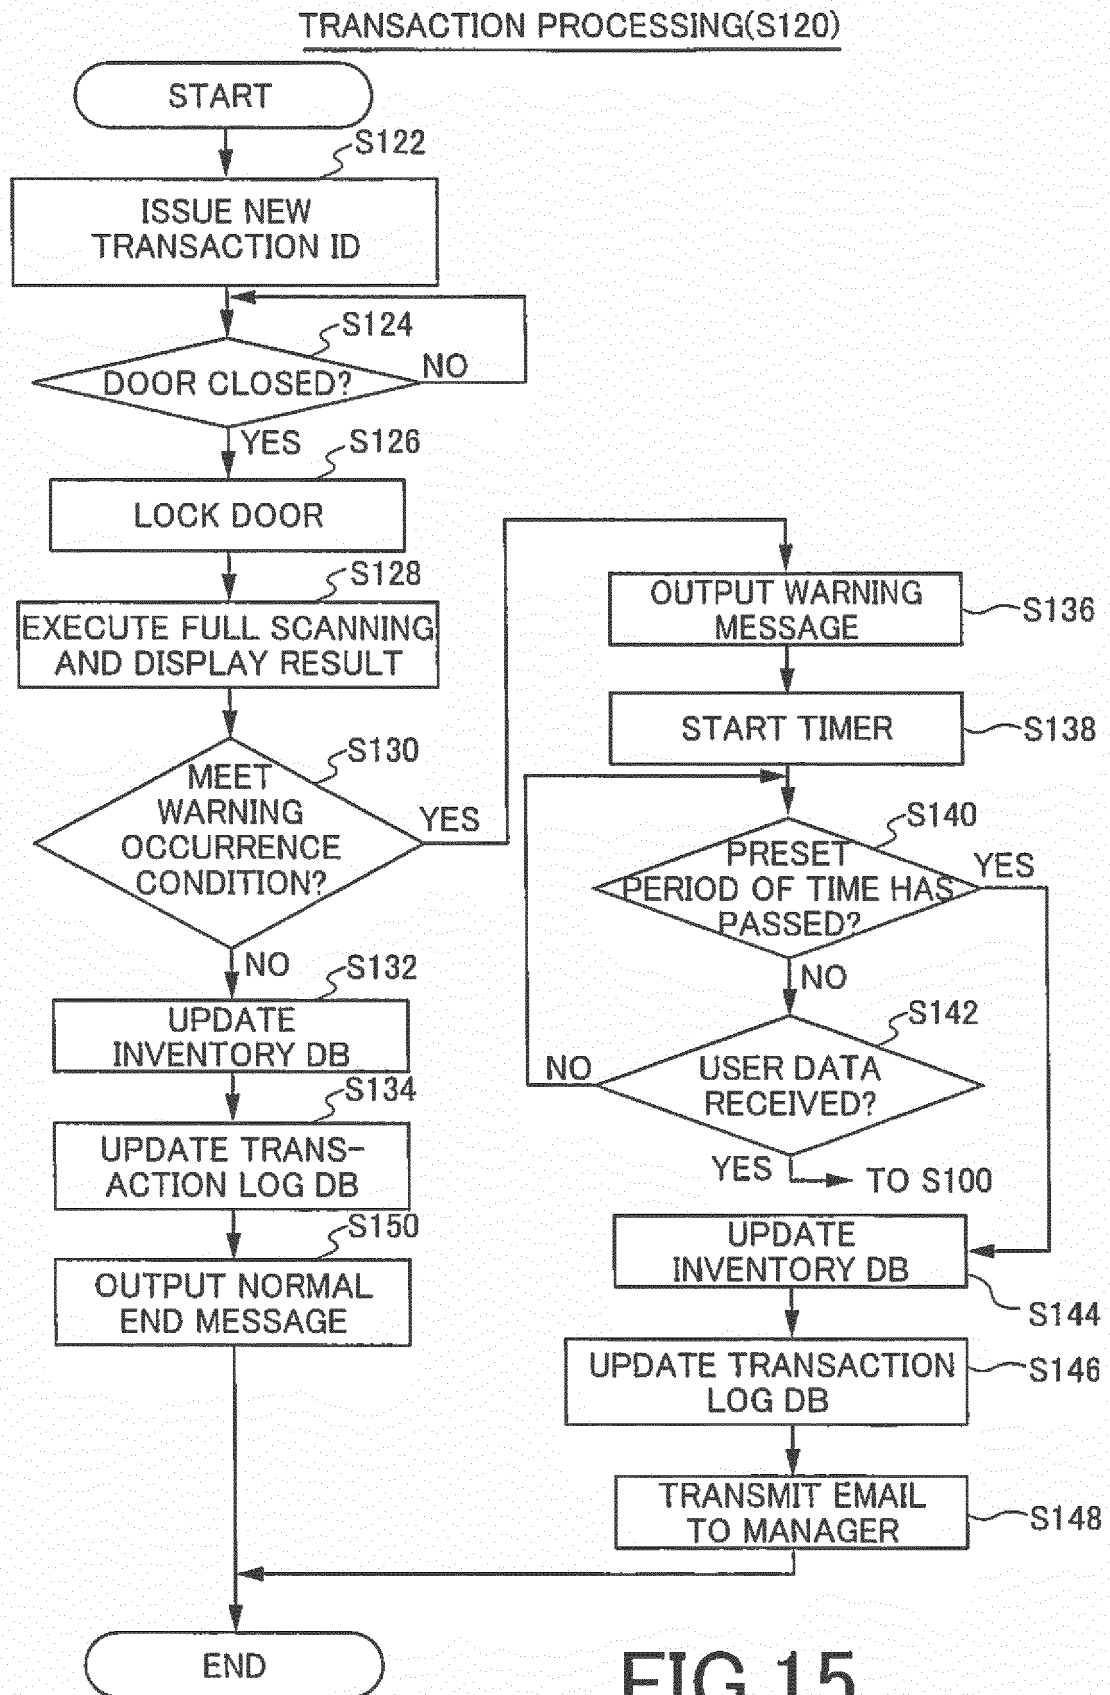 TRANSACTION PROCESSING(S120)
START
S122
ISSUE NEW
TRANSACTION ID
S124
DOOR CLOSED?
NO
YES
S126
LOCK DOOR
S128
EXECUTE FULL SCANNING
AND DISPLAY RESULT
S130
MEET
WARNING
OCCURRENCE
CONDITION?
YES
NO
S132
UPDATE
INVENTORY DB
S134
UPDATE TRANS-
ACTION LOG DB
S150
OUTPUT NORMAL
END MESSAGE
OUTPUT WARNING
MESSAGE
S136
START TIMER
S138
S140
PRESET
PERIOD OF TIME HAS
PASSED?
YES
NO
S142
USER DATA
RECEIVED?
NO
YES
TO S100
UPDATE
INVENTORY DB
S144
UPDATE TRANSACTION
LOG DB
S146
TRANSMIT EMAIL
TO MANAGER
S148
END
FIG.15